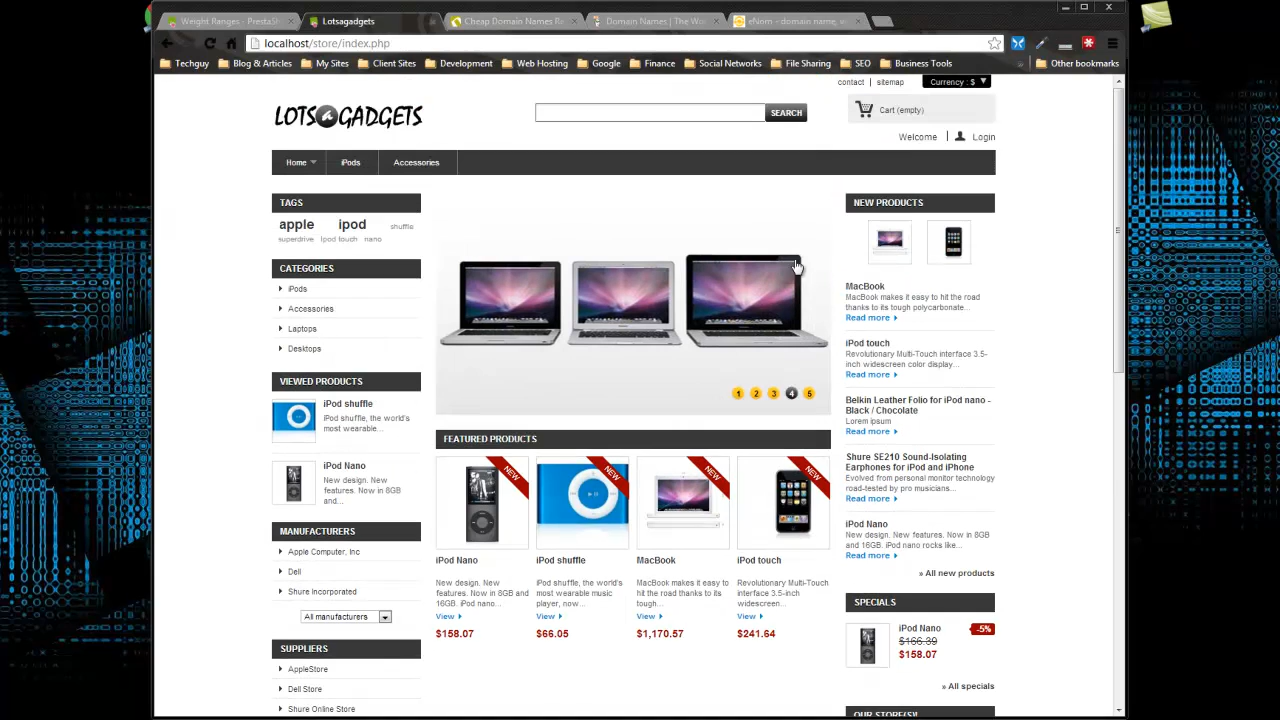 Weight Ranges - PrestaSh
Lotsagadgets
Cheap Domain Names Re
Domain Names | The Wo
eNom - domain name, w
localhost/store/index.php
Techguy
Blog & Articles
My Sites
Client Sites
Development
Web Hosting
Google
Finance
Social Networks
File Sharing
SEO
Business Tools
Other bookmarks
contact | sitemap
Currency : $
LOTS a GADGETS
SEARCH
Cart (empty)
Welcome | Login
Home
iPods
Accessories
TAGS
apple ipod shuffle
superdrive Ipod touch nano
CATEGORIES
iPods
Accessories
Laptops
Desktops
VIEWED PRODUCTS
iPod shuffle
iPod shuffle, the world's
most wearable...
iPod Nano
New design. New
features. Now in 8GB
and...
MANUFACTURERS
Apple Computer, Inc
Dell
Shure Incorporated
All manufacturers
SUPPLIERS
AppleStore
Dell Store
Shure Online Store
1 2 3 4 5
FEATURED PRODUCTS
NEW
NEW
NEW
NEW
iPod Nano
New design. New
features. Now in 8GB and
16GB. iPod nano...
View
$158.07
iPod shuffle
iPod shuffle, the world's
most wearable music
player, now...
View
$66.05
MacBook
MacBook makes it easy to
hit the road thanks to its
tough...
View
$1,170.57
iPod touch
Revolutionary Multi-Touch
interface 3.5-inch
widescreen...
View
$241.64
NEW PRODUCTS
MacBook
MacBook makes it easy to hit the road
thanks to its tough polycarbonate...
Read more
iPod touch
Revolutionary Multi-Touch interface 3.5-
inch widescreen color display...
Read more
Belkin Leather Folio for iPod nano -
Black / Chocolate
Lorem ipsum
Read more
Shure SE210 Sound-Isolating
Earphones for iPod and iPhone
Evolved from personal monitor technology
road-tested by pro musicians...
Read more
iPod Nano
New design. New features. Now in 8GB
and 16GB. iPod nano rocks like...
Read more
» All new products
SPECIALS
iPod Nano
-5%
$166.39
$158.07
» All specials
OUR STORE(S)!